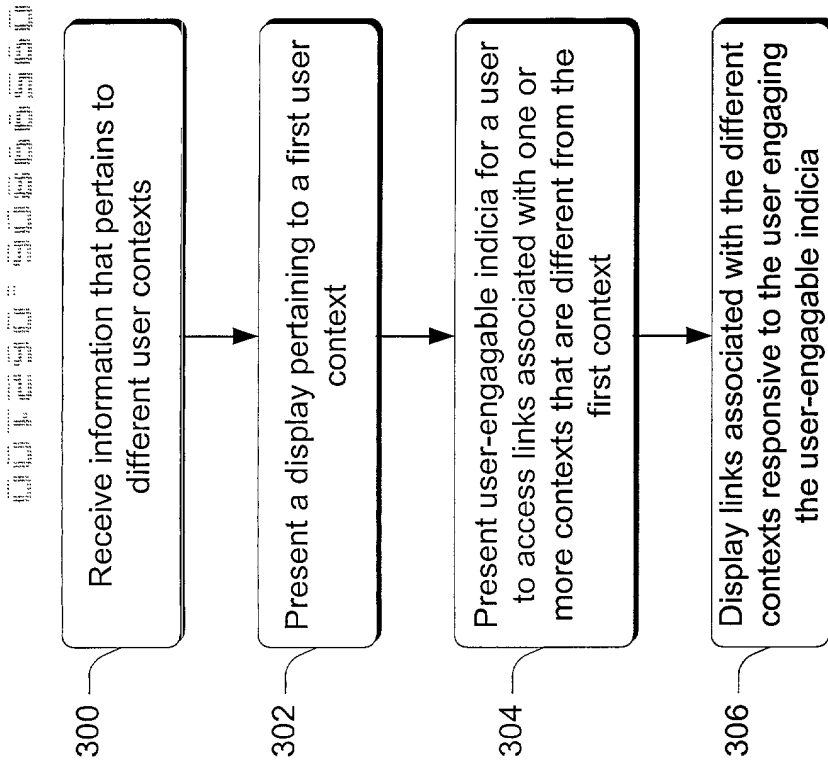 300
Receive information that pertains to
different user contexts
302
Present a display pertaining to a first user
context
304
Present user-engagable indicia for a user
to access links associated with one or
more contexts that are different from the
first context
306
Display links associated with the different
contexts responsive to the user engaging
the user-engagable indicia